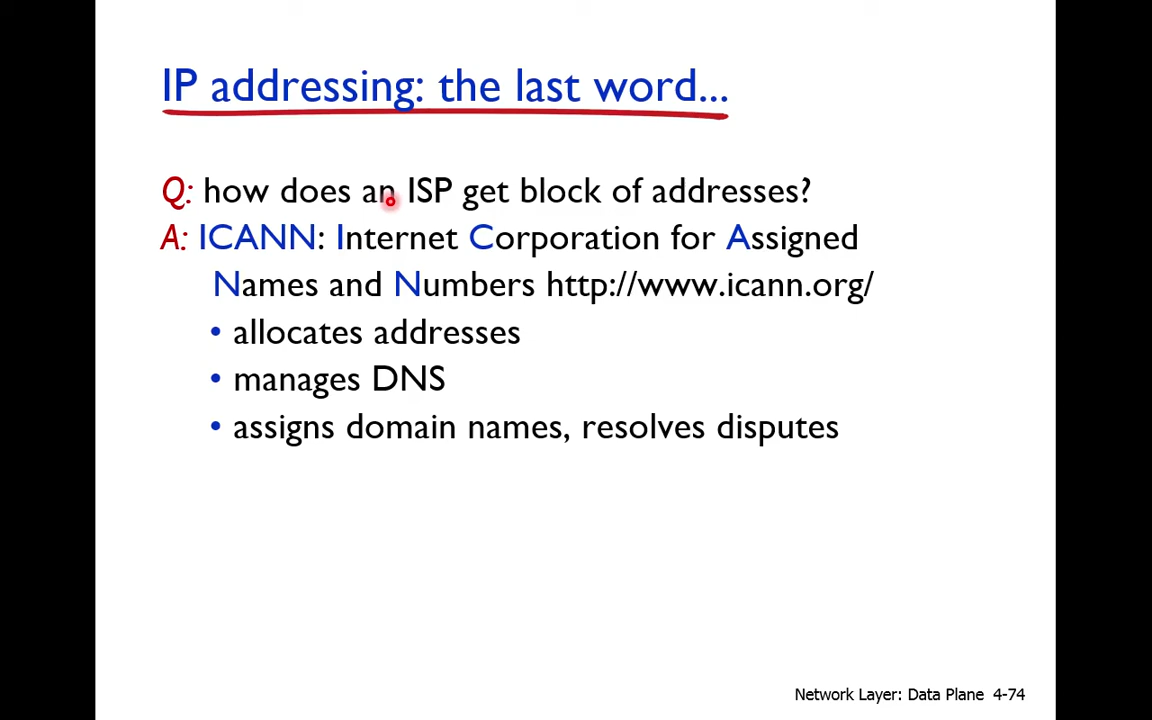 IP addressing: the last word...
Q: how does an ISP get block of addresses?
A: ICANN: Internet Corporation for Assigned
Names and Numbers http://www.icann.org/
• allocates addresses
• manages DNS
• assigns domain names, resolves disputes
Network Layer: Data Plane 4-74